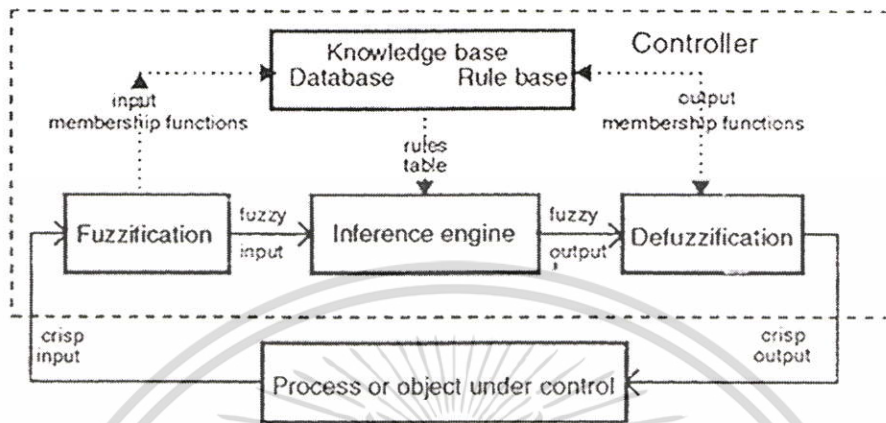 Knowledge base
Database Rule base
Controller
input
membership functions
output
membership functions
rules
table
Fuzzification
fuzzy
input
Inference engine
fuzzy
output
Defuzzification
crisp
input
crisp
output
Process or object under control